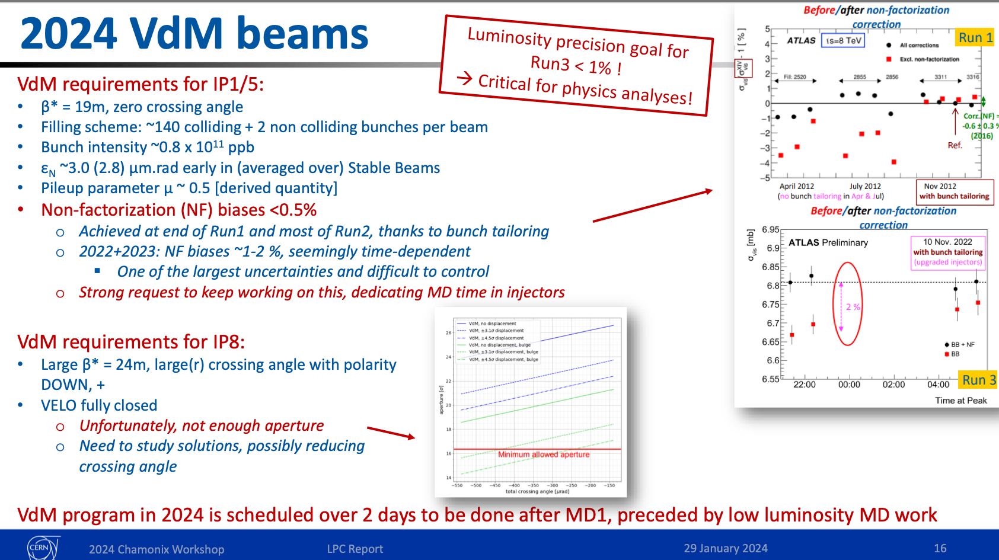 2024 VdM beams
Luminosity precision goal for
Run3 < 1% !
→ Critical for physics analyses!
VdM requirements for IP1/5:
• β* = 19m, zero crossing angle
• Filling scheme: ~140 colliding + 2 non colliding bunches per beam
• Bunch intensity ~0.8 x 10¹¹ ppb
• ε_N ~3.0 (2.8) μm.rad early in (averaged over) Stable Beams
• Pileup parameter μ ~ 0.5 [derived quantity]
• Non-factorization (NF) biases <0.5%
o Achieved at end of Run1 and most of Run2, thanks to bunch tailoring
o 2022+2023: NF biases ~1-2 %, seemingly time-dependent
▪ One of the largest uncertainties and difficult to control
o Strong request to keep working on this, dedicating MD time in injectors
VdM requirements for IP8:
• Large β* = 24m, large(r) crossing angle with polarity
DOWN, +
• VELO fully closed
o Unfortunately, not enough aperture
o Need to study solutions, possibly reducing
crossing angle
VdM, no displacement
VdM, ±3.1σ displacement
VdM, ±4.5σ displacement
VdM, no displacement, bulge
VdM, ±3.1σ displacement, bulge
VdM, ±4.5σ displacement, bulge
aperture [σ]
26
24
22
20
18
16
14
Minimum allowed aperture
−550 −500 −450 −400 −350 −300 −250 −200 −150
total crossing angle [μrad]
Before/after non-factorization
correction
Run 1
σvis/σvis^XIV - 1 [ % ]
5
4
3
2
1
0
−1
−2
−3
−4
−5
ATLAS
√s=8 TeV
All corrections
Excl. non-factorization
Fill: 2520 2855 2856 3311 3316
Corr.(NF) =
-0.6 ± 0.3 %
(2016)
Ref.
April 2012 July 2012 Nov 2012
(no bunch tailoring in Apr & Jul)
with bunch tailoring
Before/after non-factorization
correction
σvis [mb]
6.95
6.9
6.85
6.8
6.75
6.7
6.65
6.6
6.55
ATLAS Preliminary
10 Nov. 2022
with bunch tailoring
(upgraded injectors)
2 %
BB + NF
BB
Run 3
22:00 00:00 02:00 04:00
Time at Peak
VdM program in 2024 is scheduled over 2 days to be done after MD1, preceded by low luminosity MD work
CERN
2024 Chamonix Workshop
LPC Report
29 January 2024
16